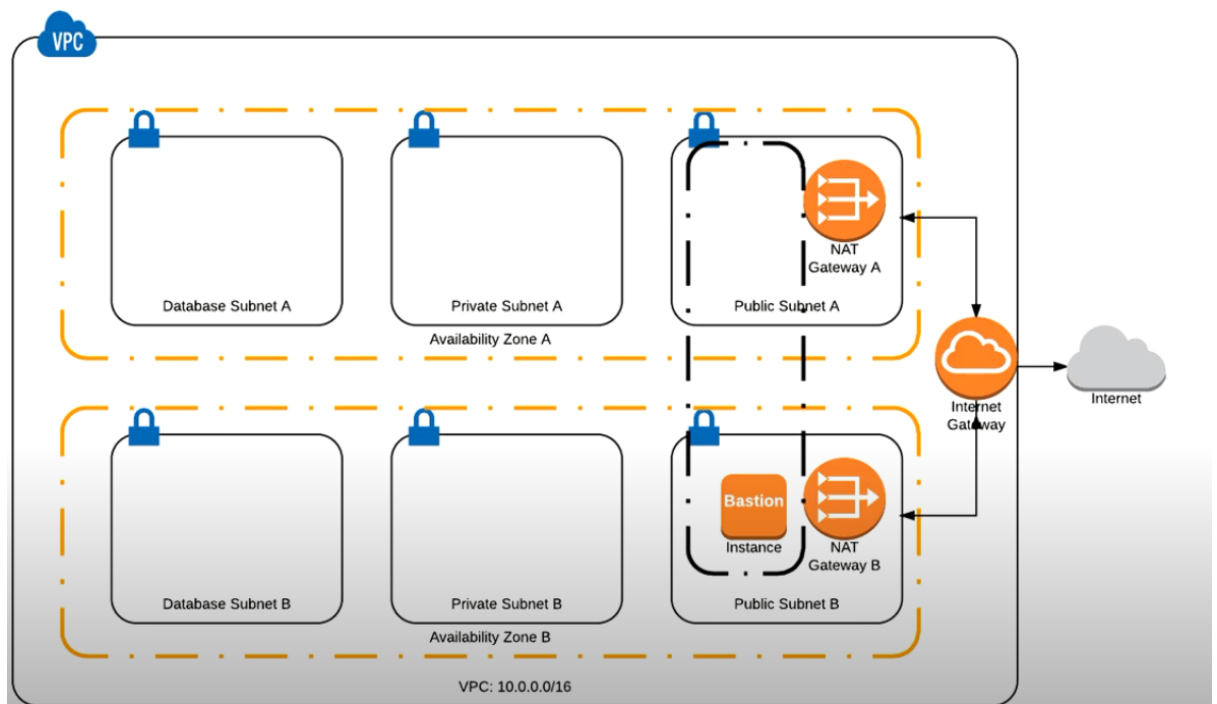 VPC
NAT
Gateway A
Database Subnet A
Private Subnet A
Public Subnet A
Availability Zone A
Internet
Gateway
Internet
Bastion
Instance
NAT
Gateway B
Database Subnet B
Private Subnet B
Public Subnet B
Availability Zone B
VPC: 10.0.0.0/16